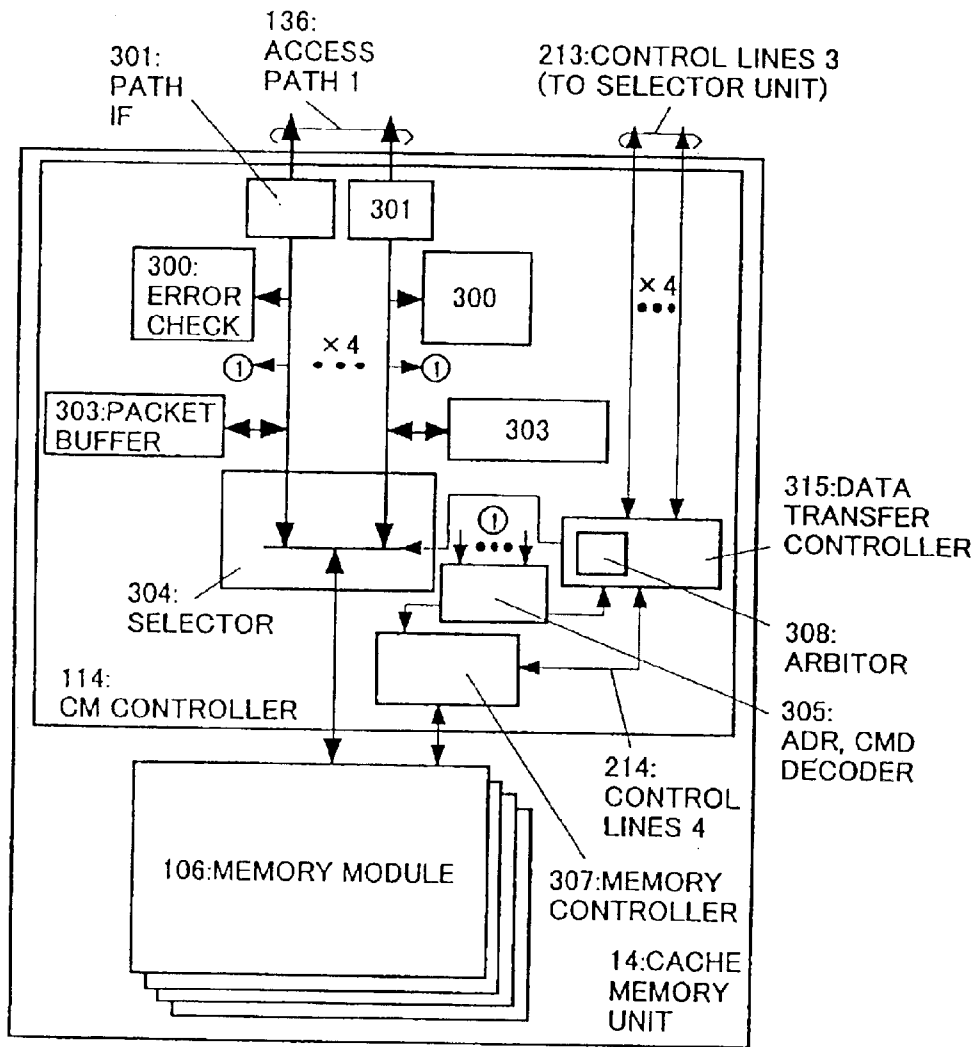 136:
ACCESS
PATH 1
301:
PATH
IF
213:CONTROL LINES 3
(TO SELECTOR UNIT)
301
300:
ERROR
CHECK
300
×4
×4
1
1
303:PACKET
BUFFER
303
315:DATA
TRANSFER
CONTROLLER
1
304:
SELECTOR
308:
ARBITOR
114:
CM CONTROLLER
305:
ADR, CMD
DECODER
214:
CONTROL
LINES 4
106:MEMORY MODULE
307:MEMORY
CONTROLLER
14:CACHE
MEMORY
UNIT